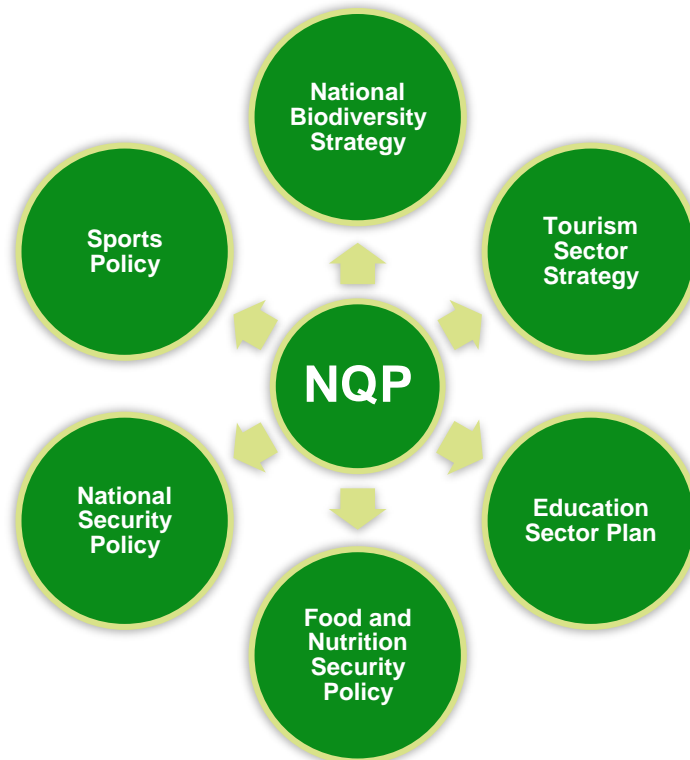 National
Biodiversity
Strategy
Sports
Policy
Tourism
Sector
Strategy
NQP
National
Security
Policy
Education
Sector Plan
Food and
Nutrition
Security
Policy